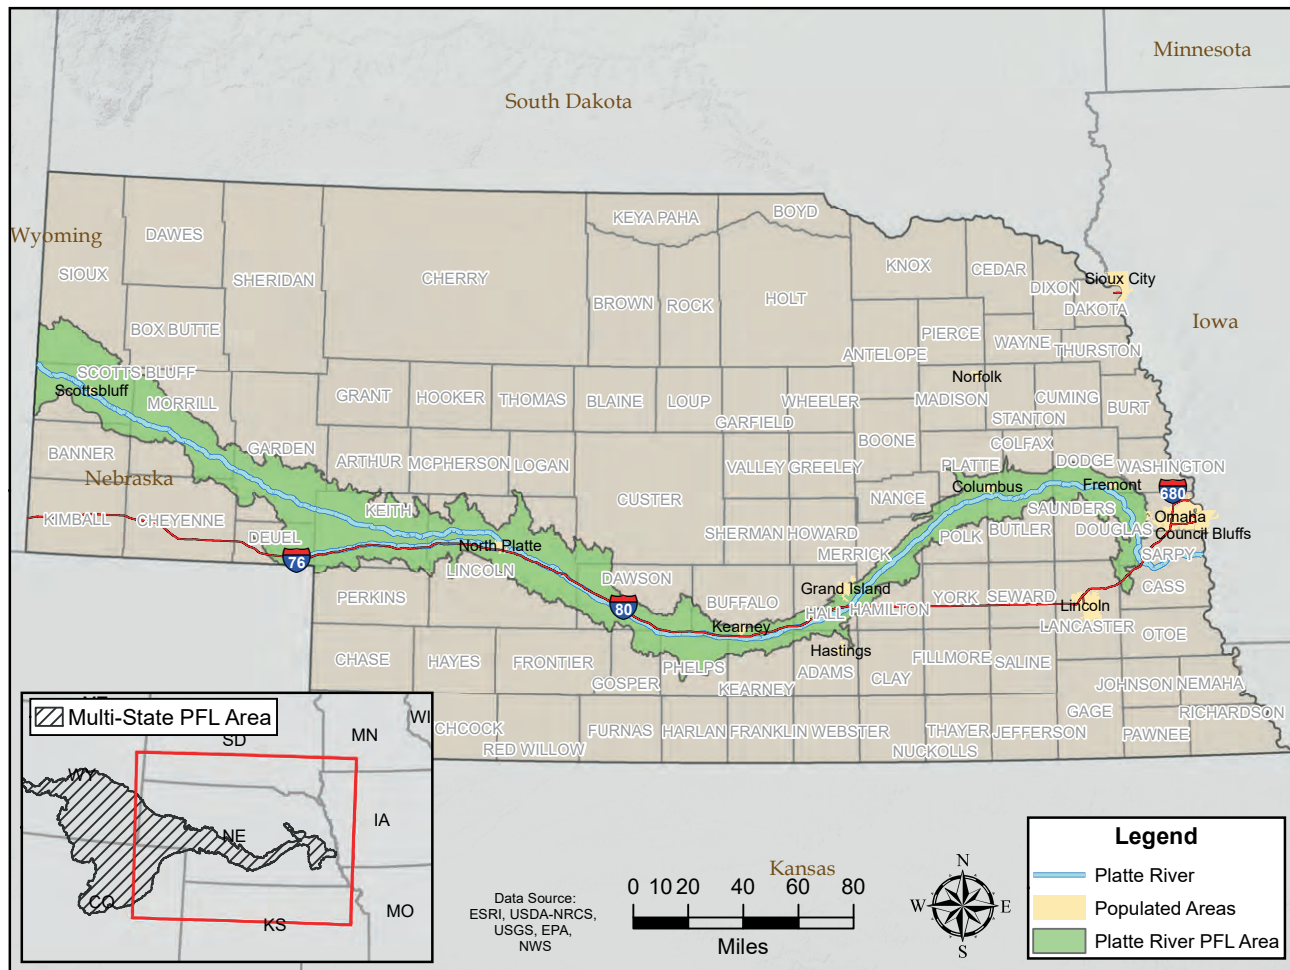 Minnesota
South Dakota
Wyoming
Iowa
Nebraska
Kansas
KEYA PAHA
BOYD
DAWES
SIOUX
SHERIDAN
CHERRY
KNOX
CEDAR
DIXON
Sioux City
DAKOTA
BROWN
ROCK
HOLT
BOX BUTTE
PIERCE
WAYNE
THURSTON
ANTELOPE
SCOTTS BLUFF
Scottsbluff
MORRILL
GRANT
HOOKER
THOMAS
BLAINE
LOUP
GARFIELD
WHEELER
Norfolk
MADISON
STANTON
CUMING
BURT
BANNER
GARDEN
ARTHUR
MCPHERSON
LOGAN
CUSTER
VALLEY
GREELEY
BOONE
COLFAX
PLATTE
DODGE
WASHINGTON
KIMBALL
CHEYENNE
DEUEL
KEITH
NANCE
Columbus
Fremont
680
SAUNDERS
DOUGLAS
Omaha
Council Bluffs
SHERMAN
HOWARD
MERRICK
POLK
BUTLER
SARPY
76
North Platte
LINCOLN
DAWSON
CASS
PERKINS
80
BUFFALO
Grand Island
HALL
HAMILTON
YORK
SEWARD
Lincoln
LANCASTER
OTOE
Kearney
Hastings
CHASE
HAYES
FRONTIER
GOSPER
PHELPS
KEARNEY
ADAMS
CLAY
FILLMORE
SALINE
JOHNSON
NEMAHA
GAGE
RICHARDSON
CHCOCK
RED WILLOW
FURNAS
HARLAN
FRANKLIN
WEBSTER
NUCKOLLS
THAYER
JEFFERSON
PAWNEE
Multi-State PFL Area
SD
MN
WI
WY
NE
IA
CO
KS
MO
Data Source:
ESRI, USDA-NRCS,
USGS, EPA,
NWS
0 10 20 40 60 80
Miles
N
W
E
S
Legend
Platte River
Populated Areas
Platte River PFL Area